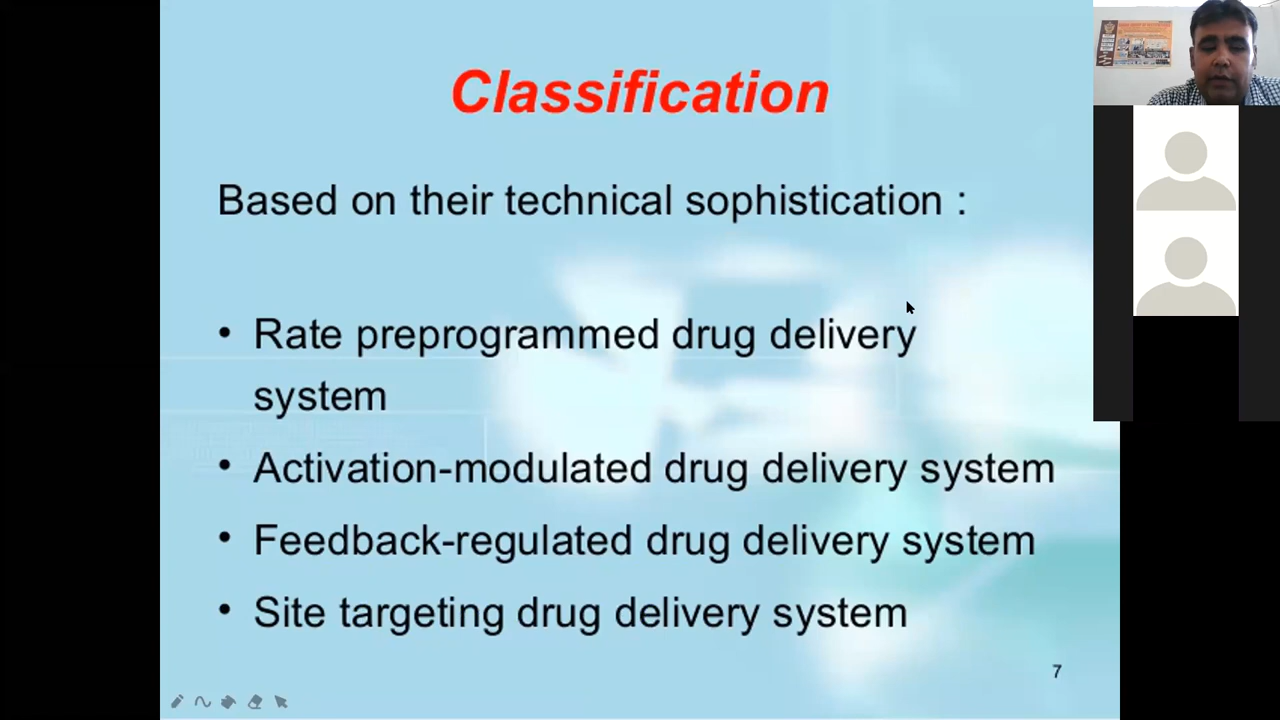 Classification
Based on their technical sophistication :
• Rate preprogrammed drug delivery
system
• Activation-modulated drug delivery system
• Feedback-regulated drug delivery system
• Site targeting drug delivery system
7